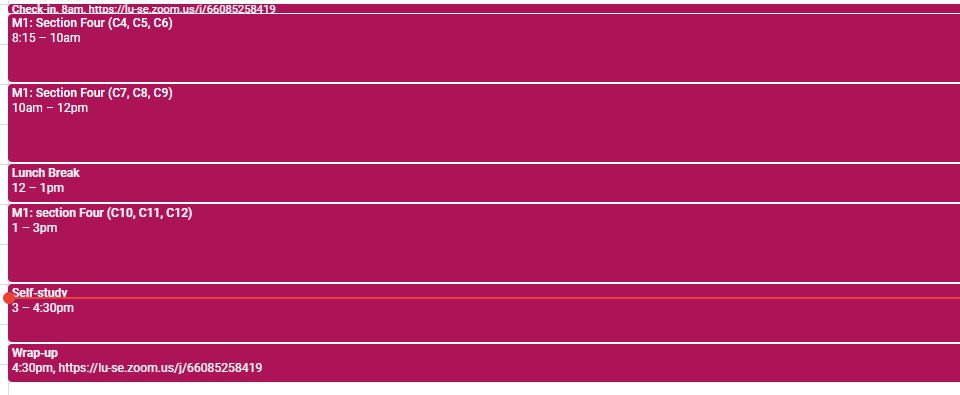 Check-in, 8am, https://lu-se.zoom.us/j/66085258419
M1: Section Four (C4, C5, C6)
8:15 – 10am
M1: Section Four (C7, C8, C9)
10am – 12pm
Lunch Break
12 – 1pm
M1: section Four (C10, C11, C12)
1 – 3pm
Self-study
3 – 4:30pm
Wrap-up
4:30pm, https://lu-se.zoom.us/j/66085258419